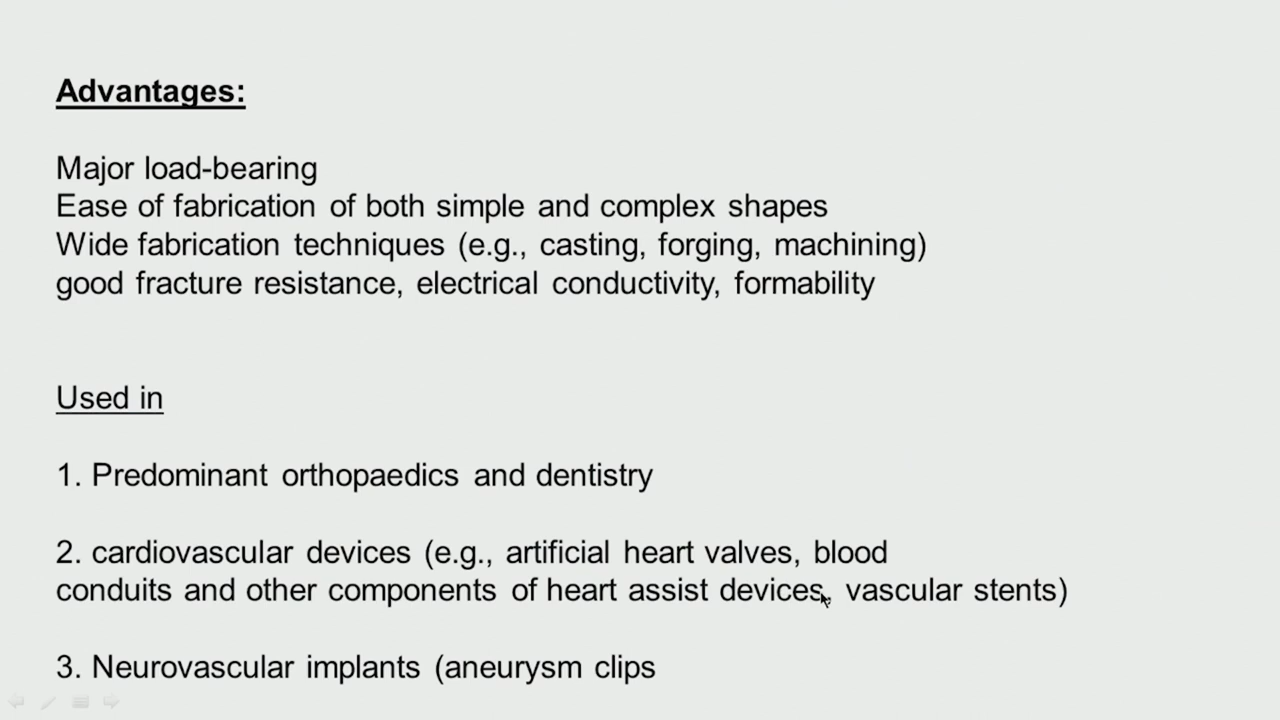 Advantages:
Major load-bearing
Ease of fabrication of both simple and complex shapes
Wide fabrication techniques (e.g., casting, forging, machining)
good fracture resistance, electrical conductivity, formability
Used in
1. Predominant orthopaedics and dentistry
2. cardiovascular devices (e.g., artificial heart valves, blood
conduits and other components of heart assist devices, vascular stents)
3. Neurovascular implants (aneurysm clips